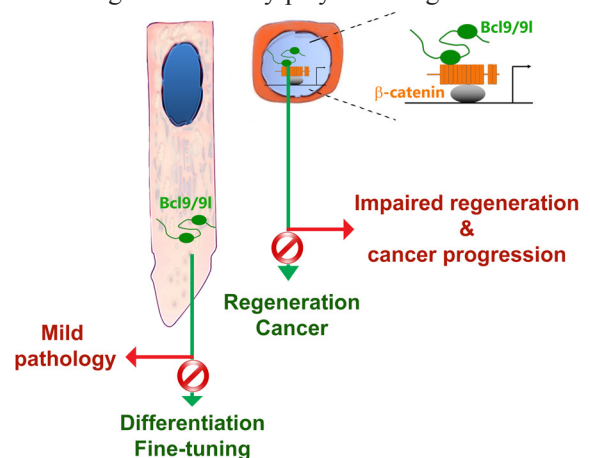 Bcl9/9l
β-catenin
Bcl9/9l
Impaired regeneration
&
cancer progression
Regeneration
Cancer
Mild
pathology
Differentiation
Fine-tuning